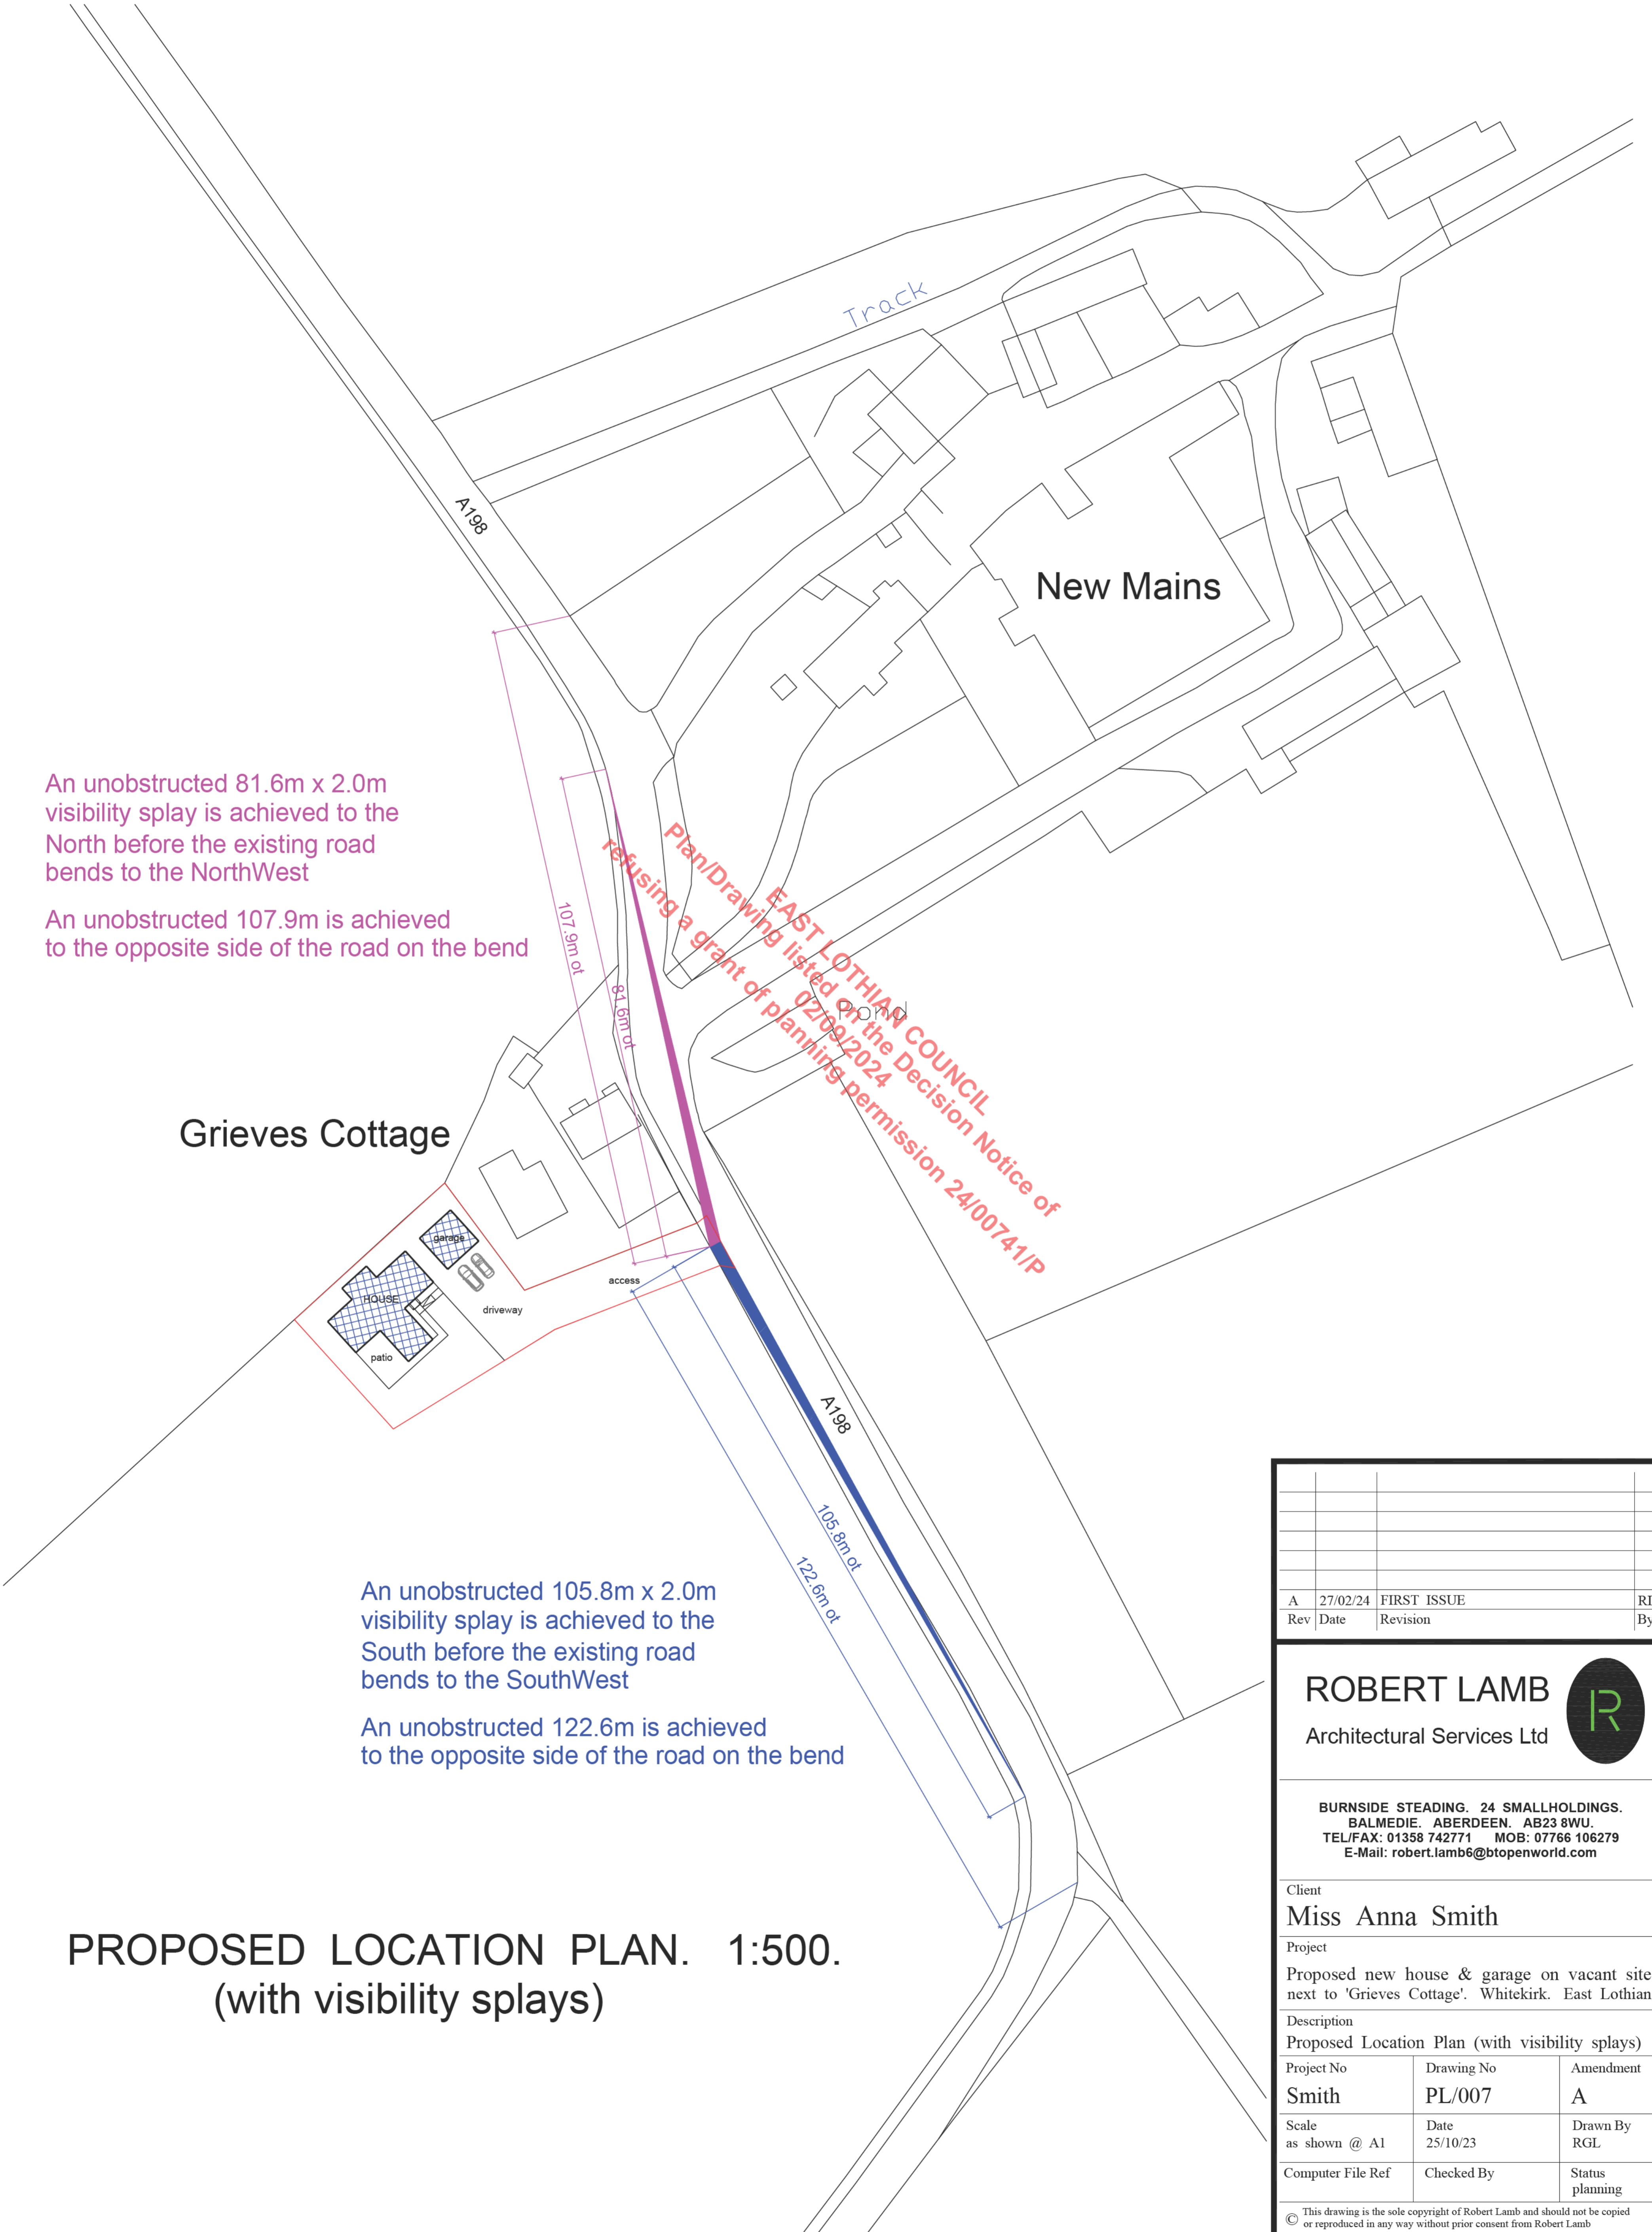 Track
A198
New Mains
An unobstructed 81.6m x 2.0m
visibility splay is achieved to the
North before the existing road
bends to the NorthWest
An unobstructed 107.9m is achieved
to the opposite side of the road on the bend
107.9m ot
81.6m ot
EAST LOTHIAN COUNCIL
Plan/Drawing listed on the Decision Notice of
02/09/2024
refusing a grant of planning permission 24/00741/P
Pond
Grieves Cottage
garage
HOUSE
access
driveway
patio
A198
105.8m ot
122.6m ot
An unobstructed 105.8m x 2.0m
visibility splay is achieved to the
South before the existing road
bends to the SouthWest
An unobstructed 122.6m is achieved
to the opposite side of the road on the bend
PROPOSED LOCATION PLAN. 1:500.
(with visibility splays)
A 27/02/24 FIRST ISSUE
Rev Date Revision By
ROBERT LAMB
Architectural Services Ltd
R
BURNSIDE STEADING. 24 SMALLHOLDINGS.
BALMEDIE. ABERDEEN. AB23 8WU.
TEL/FAX: 01358 742771 MOB: 07766 106279
E-Mail: robert.lamb6@btopenworld.com
Client
Miss Anna Smith
Project
Proposed new house & garage on vacant site
next to 'Grieves Cottage'. Whitekirk. East Lothian
Description
Proposed Location Plan (with visibility splays)
Project No Drawing No Amendment
Smith PL/007 A
Scale Date Drawn By
as shown @ A1 25/10/23 RGL
Computer File Ref Checked By Status
planning
© This drawing is the sole copyright of Robert Lamb and should not be copied
or reproduced in any way without prior consent from Robert Lamb